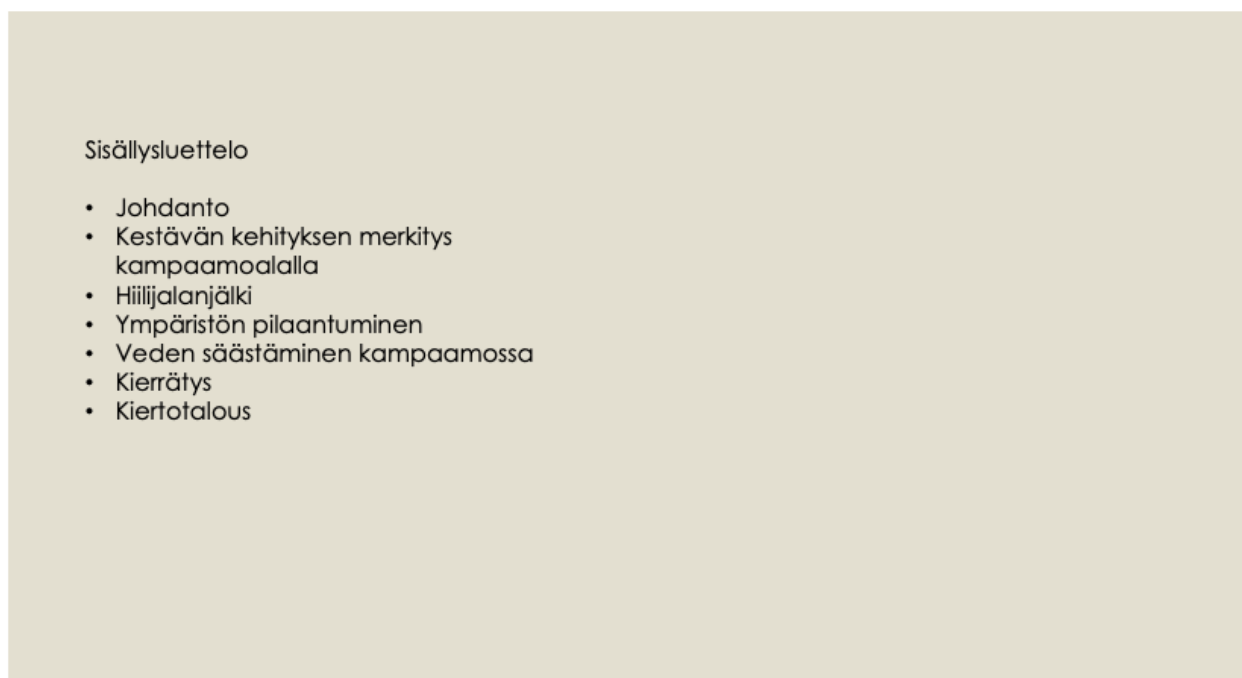 Sisällysluettelo
• Johdanto
• Kestävän kehityksen merkitys
kampaamoalalla
• Hiilijalanjälki
• Ympäristön pilaantuminen
• Veden säästäminen kampaamossa
• Kierrätys
• Kiertotalous